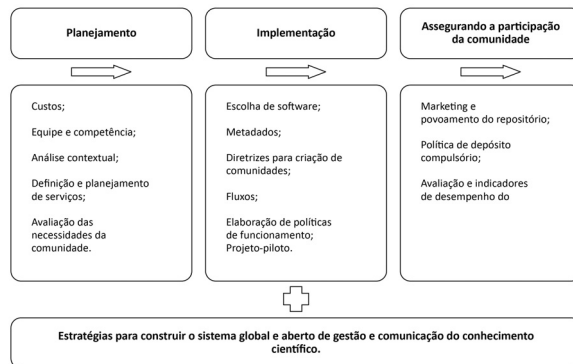 Planejamento
Implementação
Assegurando a participação
da comunidade
Custos;
Equipe e competência;
Análise contextual;
Definição e planejamento
de serviços;
Avaliação das
necessidades da
comunidade.
Escolha de software;
Metadados;
Diretrizes para criação de
comunidades;
Fluxos;
Elaboração de políticas
de funcionamento;
Projeto-piloto.
Marketing e
povoamento do repositório;
Política de depósito
compulsório;
Avaliação e indicadores
de desempenho do
Estratégias para construir o sistema global e aberto de gestão e comunicação do conhecimento
científico.